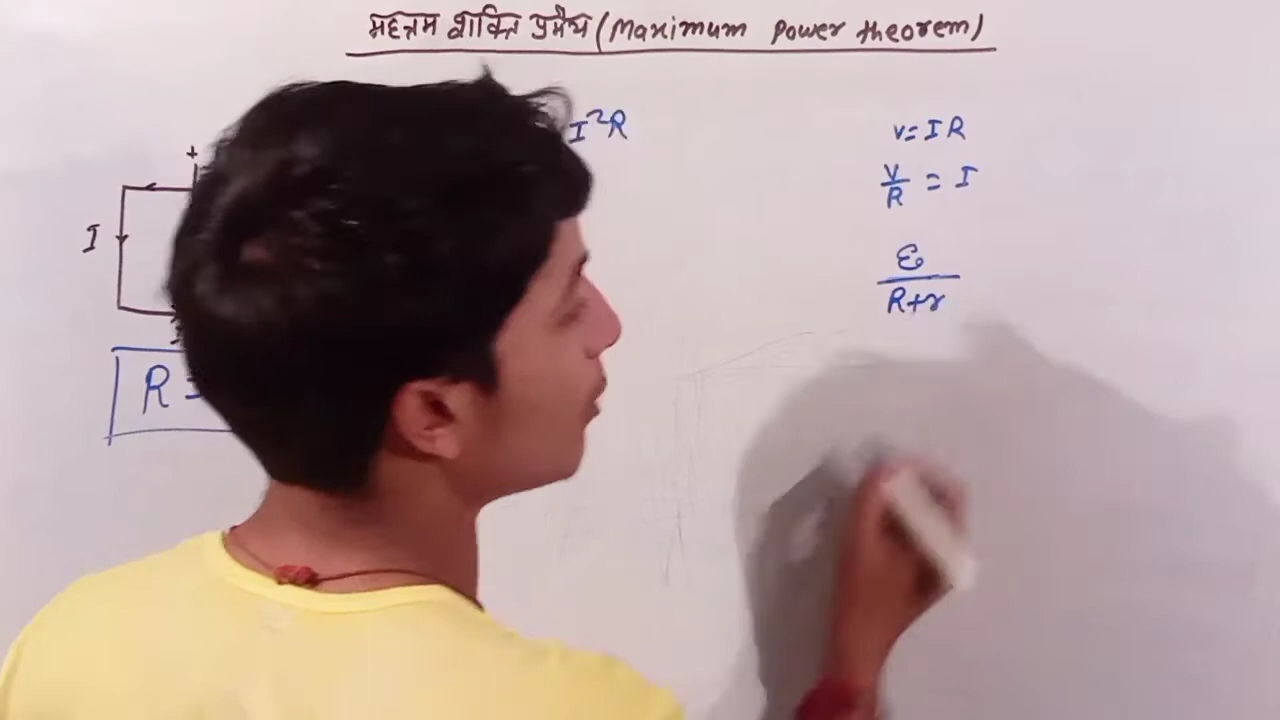 महत्तम शक्ति प्रमेय (Maximum Power theorem)
I²R
V=IR
+
V/R = I
I
ε/R+r
R =